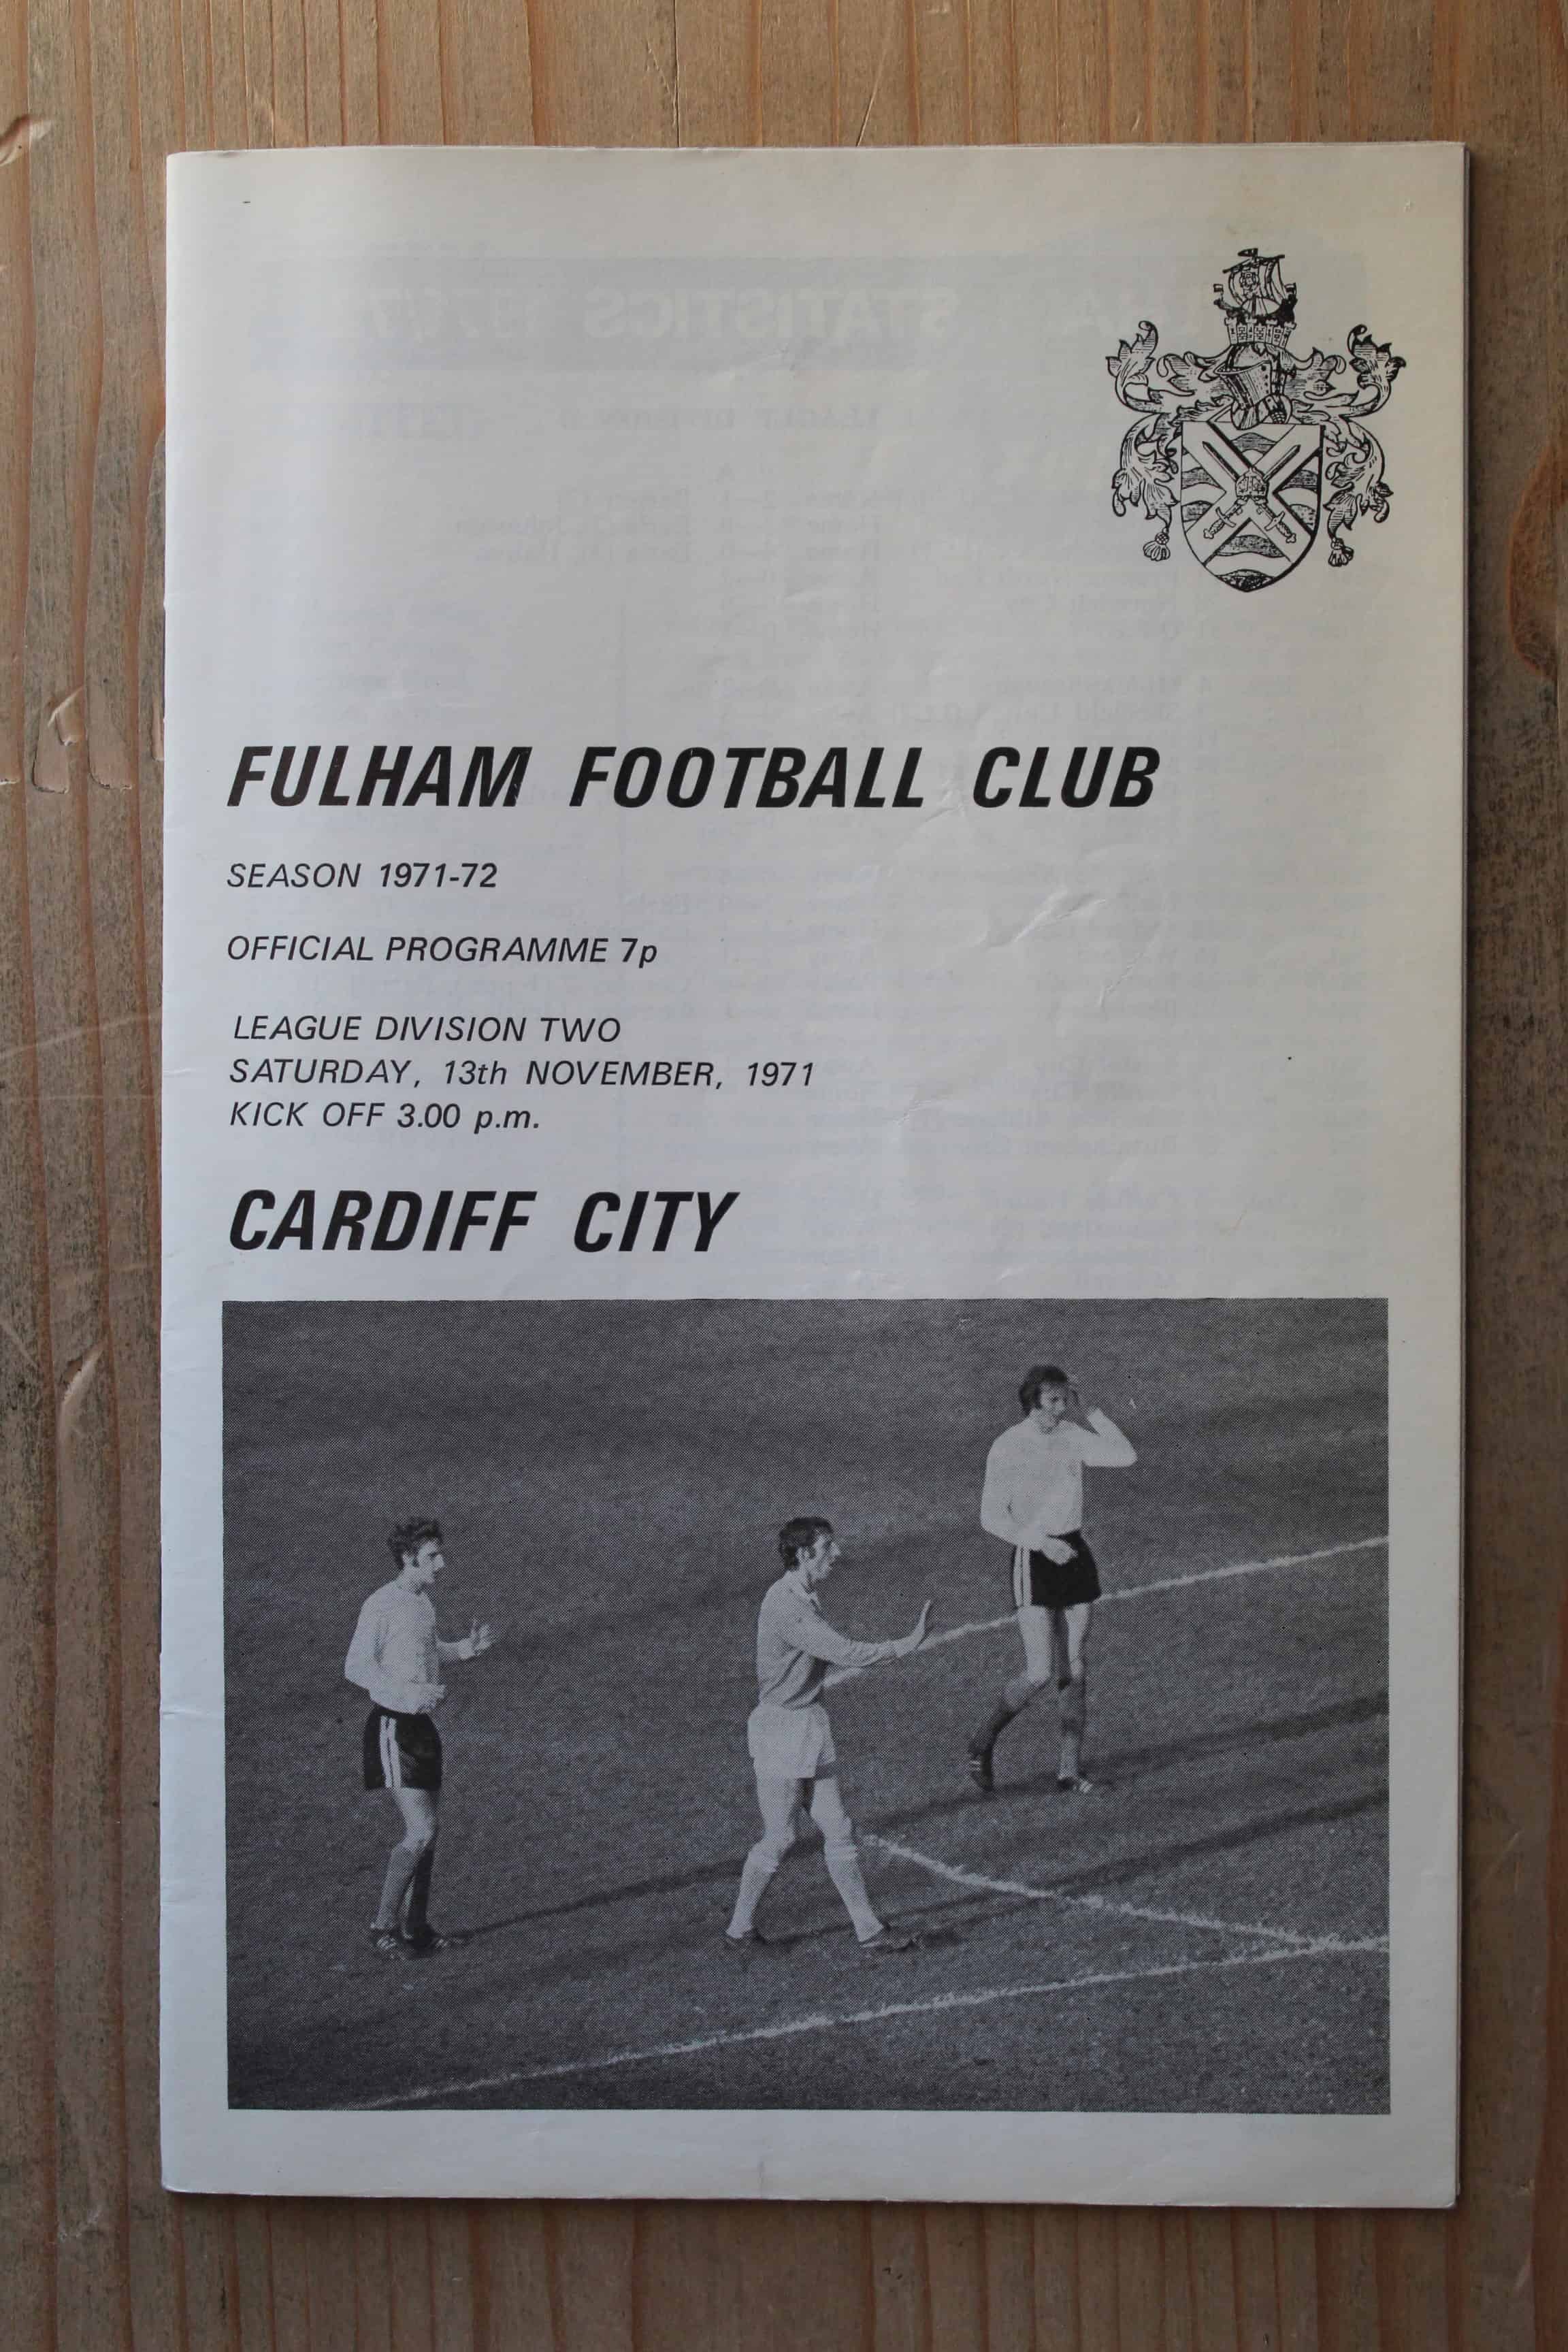 FULHAM FOOTBALL CLUB
SEASON 1971-72
OFFICIAL PROGRAMME 7p
LEAGUE DIVISION TWO
SATURDAY, 13th NOVEMBER, 1971
KICK OFF 3.00 p.m.
CARDIFF CITY